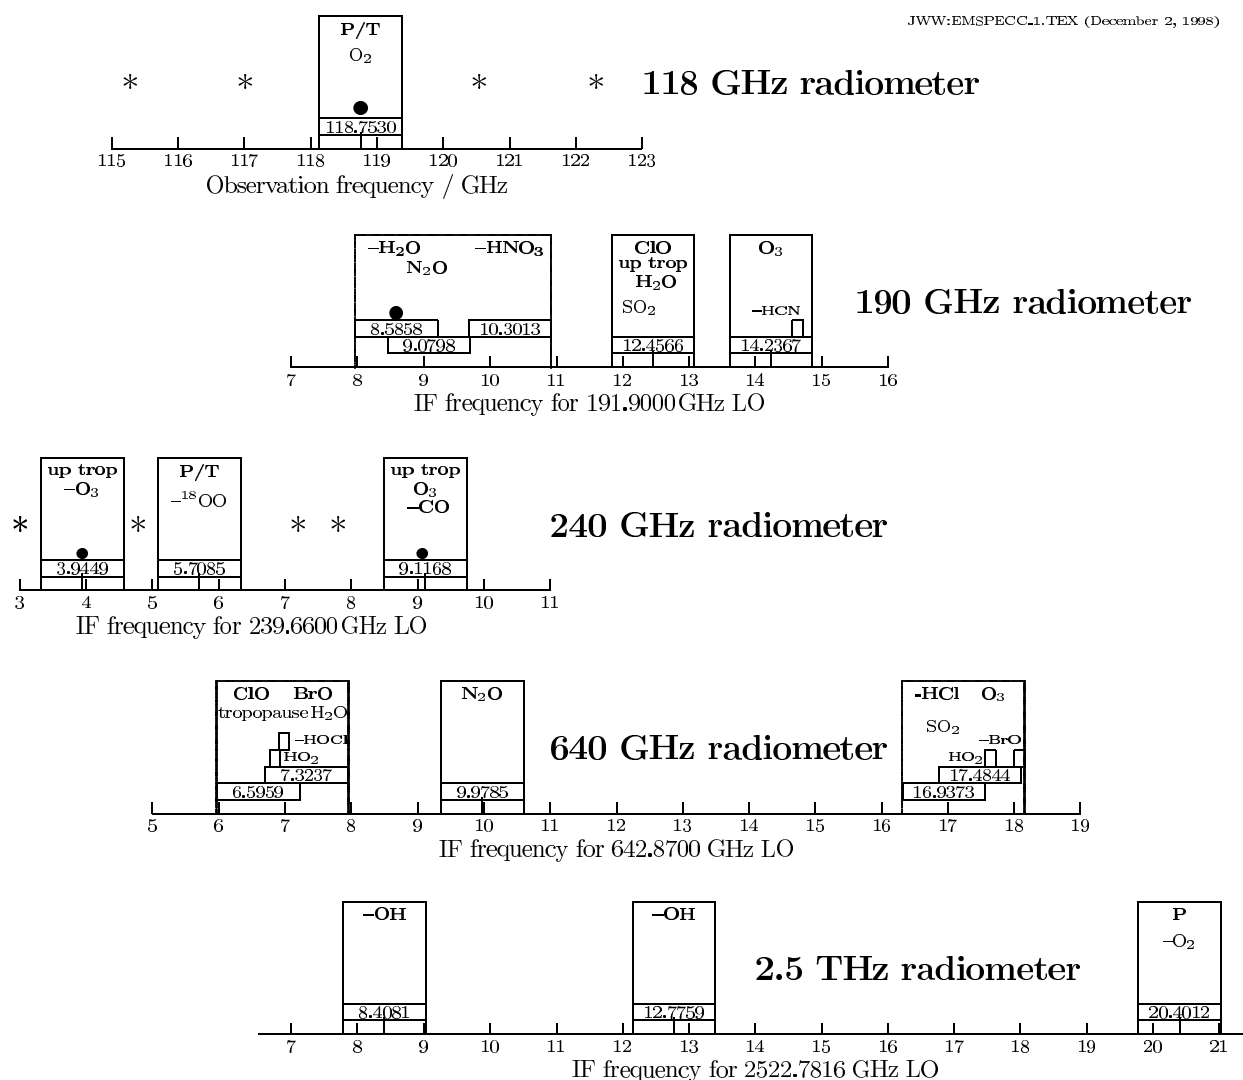 JWW:EMSPECC_1.TEX (December 2, 1998)
P/T
O₂
* * * * 118 GHz radiometer
118.7530
115 116 117 118 119 120 121 122 123
Observation frequency / GHz
–H₂O –HNO₃ ClO O₃
N₂O up trop
H₂O
SO₂ –HCN
190 GHz radiometer
8.5858 10.3013
9.0798 12.4566 14.2367
7 8 9 10 11 12 13 14 15 16
IF frequency for 191.9000GHz LO
up trop P/T up trop
–O₃ –¹⁸OO O₃
–CO
* * * * 240 GHz radiometer
3.9449 5.7085 9.1168
3 4 5 6 7 8 9 10 11
IF frequency for 239.6600GHz LO
ClO BrO N₂O -HCl O₃
tropopause H₂O SO₂
–HOCl –BrO
HO₂ 640 GHz radiometer HO₂
7.3237 17.4844
6.5959 9.9785 16.9373
5 6 7 8 9 10 11 12 13 14 15 16 17 18 19
IF frequency for 642.8700 GHz LO
–OH –OH P
–O₂
2.5 THz radiometer
8.4081 12.7759 20.4012
7 8 9 10 11 12 13 14 15 16 17 18 19 20 21
IF frequency for 2522.7816 GHz LO